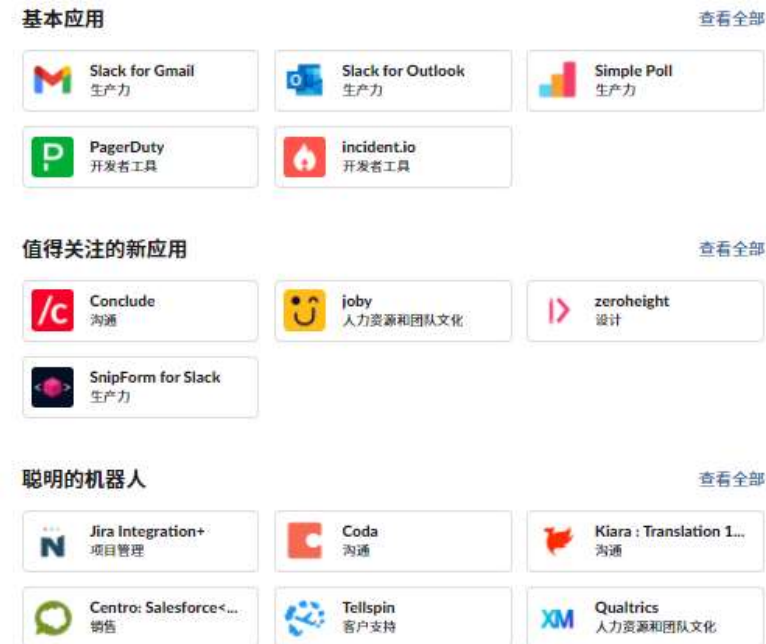 基本应用
查看全部
Slack for Gmail
生产力
Slack for Outlook
生产力
Simple Poll
生产力
PagerDuty
开发者工具
incident.io
开发者工具
值得关注的新应用
查看全部
Conclude
沟通
joby
人力资源和团队文化
zeroheight
设计
SnipForm for Slack
生产力
聪明的机器人
查看全部
Jira Integration+
项目管理
Coda
沟通
Kiara : Translation 1...
沟通
Centro: Salesforce<...
销售
Tellspin
客户支持
Qualtrics
人力资源和团队文化